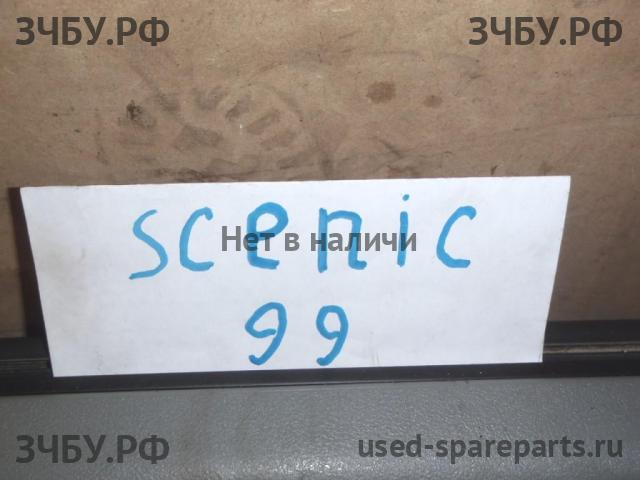 ЗЧБУ.РФ ЗЧБУ.РФ
scenic
Нет в наличи
99
ЗЧБУ.РФ used-spareparts.ru